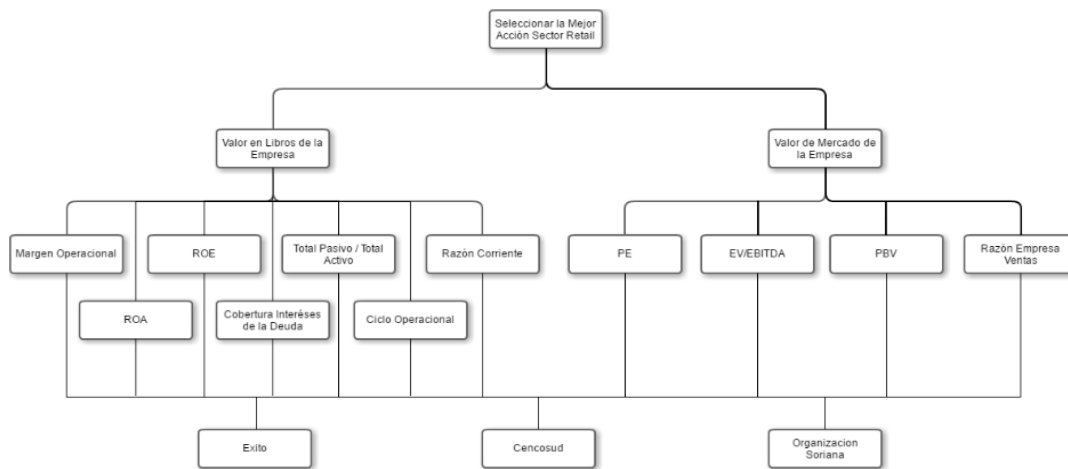 Seleccionar la Mejor
Acción Sector Retail
Valor en Libros de la
Empresa
Valor de Mercado de
la Empresa
Margen Operacional
ROE
Total Pasivo / Total
Activo
Razón Corriente
PE
EV/EBITDA
PBV
Razón Empresa
Ventas
ROA
Cobertura Interéses
de la Deuda
Ciclo Operacional
Exito
Cencosud
Organizacion
Soriana